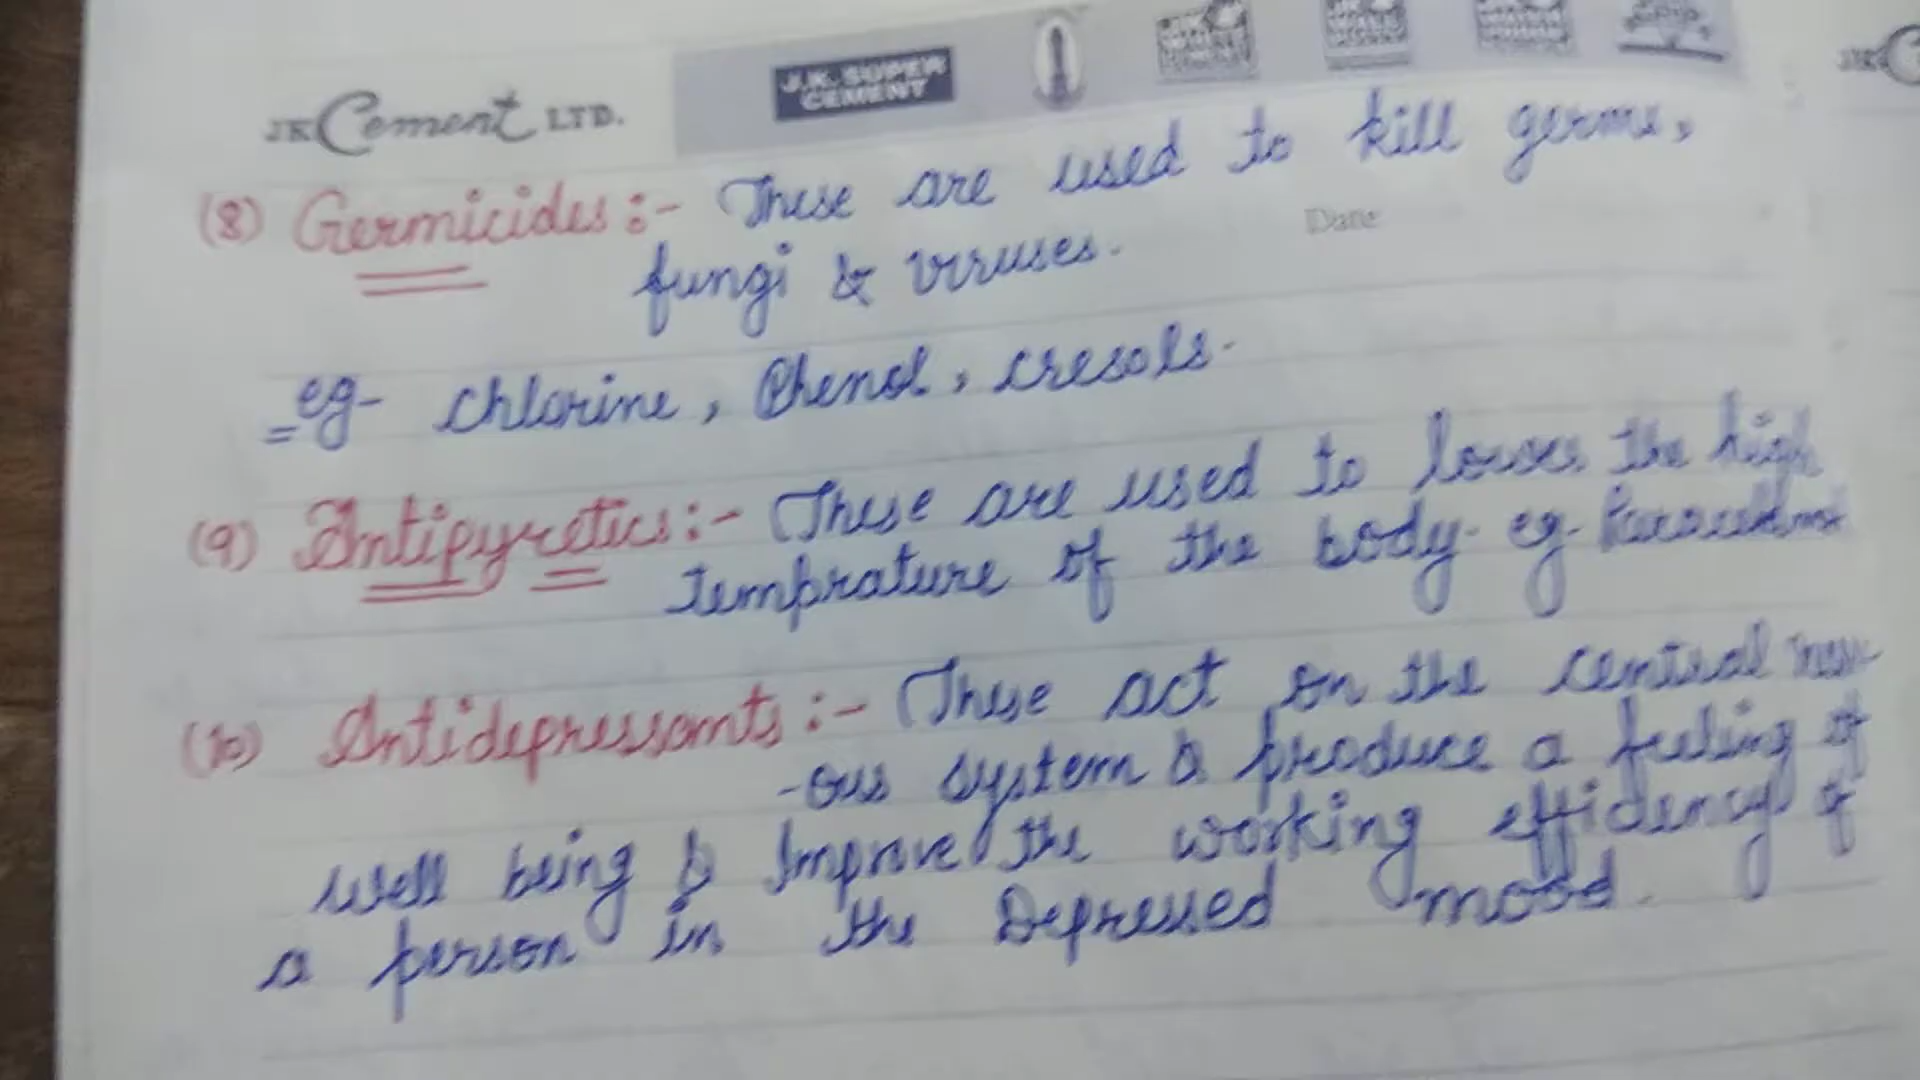 JK Cement LTD.
J.K. SUPER
CEMENT
(8) Germicides :- These are used to kill germs,
Date
fungi & viruses.
eg- chlorine, Phenol, cresols.
(9) Antipyretics :- These are used to lower the high
temprature of the body. eg.
(10) Antidepressants :- These act on the central nerv-
-ous system & produce a feeling of
well being & Improve the working efficiency of
a person in the Depressed mood.